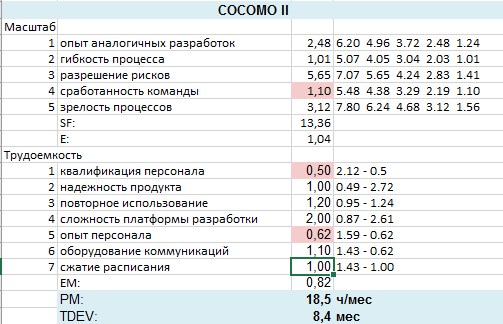 COCOMO II
Масштаб
1 опыт аналогичных разработок 2,48 6.20 4.96 3.72 2.48 1.24
2 гибкость процесса 1,01 5.07 4.05 3.04 2.03 1.01
3 разрешение рисков 5,65 7.07 5.65 4.24 2.83 1.41
4 сработанность команды 1,10 5.48 4.38 3.29 2.19 1.10
5 зрелость процессов 3,12 7.80 6.24 4.68 3.12 1.56
SF: 13,36
E: 1,04
Трудоемкость
1 квалификация персонала 0,50 2.12 - 0.5
2 надежность продукта 1,00 0.49 - 2.72
3 повторное использование 1,20 0.95 - 1.24
4 сложность платформы разработки 2,00 0.87 - 2.61
5 опыт персонала 0,62 1.59 - 0.62
6 оборудование коммуникаций 1,10 1.43 - 0.62
7 сжатие расписания 1,00 1.43 - 1.00
EM: 0,82
PM: 18,5 ч/мес
TDEV: 8,4 мес